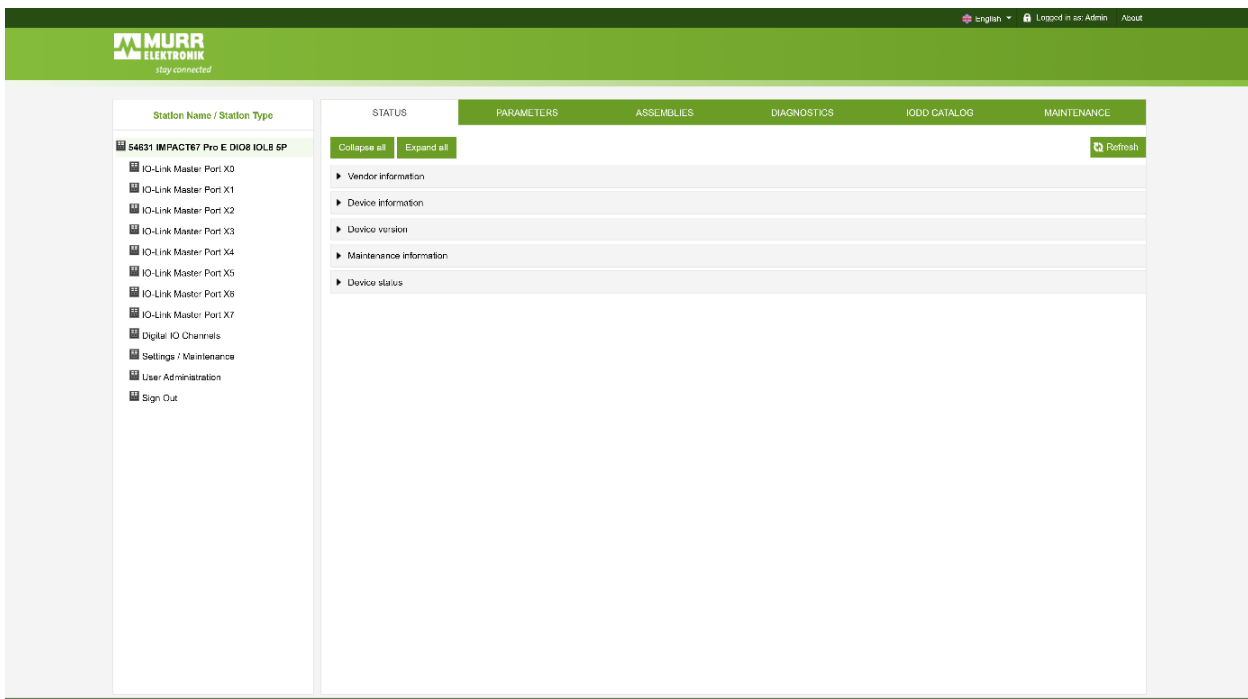 English
Logged in as: Admin
About
MURR
ELEKTRONIK
stay connected
Station Name / Station Type
54631 IMPACT67 Pro E DIO8 IOL8 5P
IO-Link Master Port X0
IO-Link Master Port X1
IO-Link Master Port X2
IO-Link Master Port X3
IO-Link Master Port X4
IO-Link Master Port X5
IO-Link Master Port X6
IO-Link Master Port X7
Digital IO Channels
Settings / Maintenance
User Administration
Sign Out
STATUS
PARAMETERS
ASSEMBLIES
DIAGNOSTICS
IODD CATALOG
MAINTENANCE
Collapse all
Expand all
Refresh
Vendor information
Device information
Device version
Maintenance information
Device status